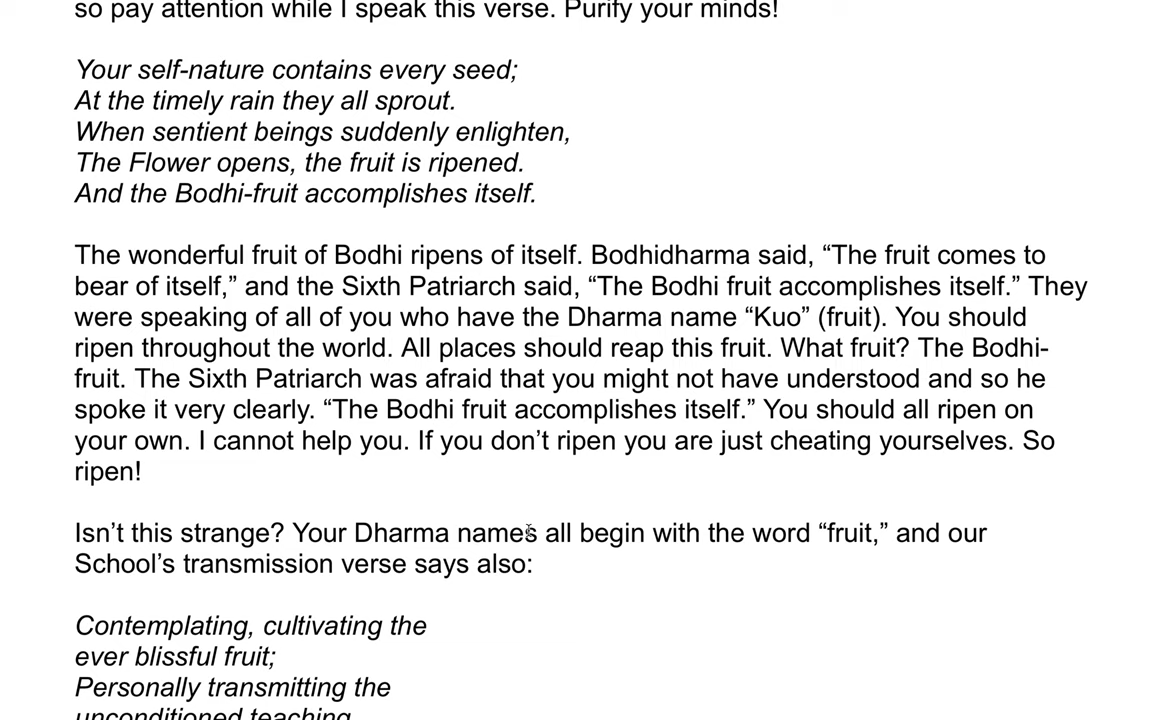 so pay attention while I speak this verse. Purify your minds!
Your self-nature contains every seed;
At the timely rain they all sprout.
When sentient beings suddenly enlighten,
The Flower opens, the fruit is ripened.
And the Bodhi-fruit accomplishes itself.
The wonderful fruit of Bodhi ripens of itself. Bodhidharma said, “The fruit comes to
bear of itself,” and the Sixth Patriarch said, “The Bodhi fruit accomplishes itself.” They
were speaking of all of you who have the Dharma name “Kuo” (fruit). You should
ripen throughout the world. All places should reap this fruit. What fruit? The Bodhi-
fruit. The Sixth Patriarch was afraid that you might not have understood and so he
spoke it very clearly. “The Bodhi fruit accomplishes itself.” You should all ripen on
your own. I cannot help you. If you don’t ripen you are just cheating yourselves. So
ripen!
Isn’t this strange? Your Dharma names all begin with the word “fruit,” and our
School’s transmission verse says also:
Contemplating, cultivating the
ever blissful fruit;
Personally transmitting the
unconditioned teaching